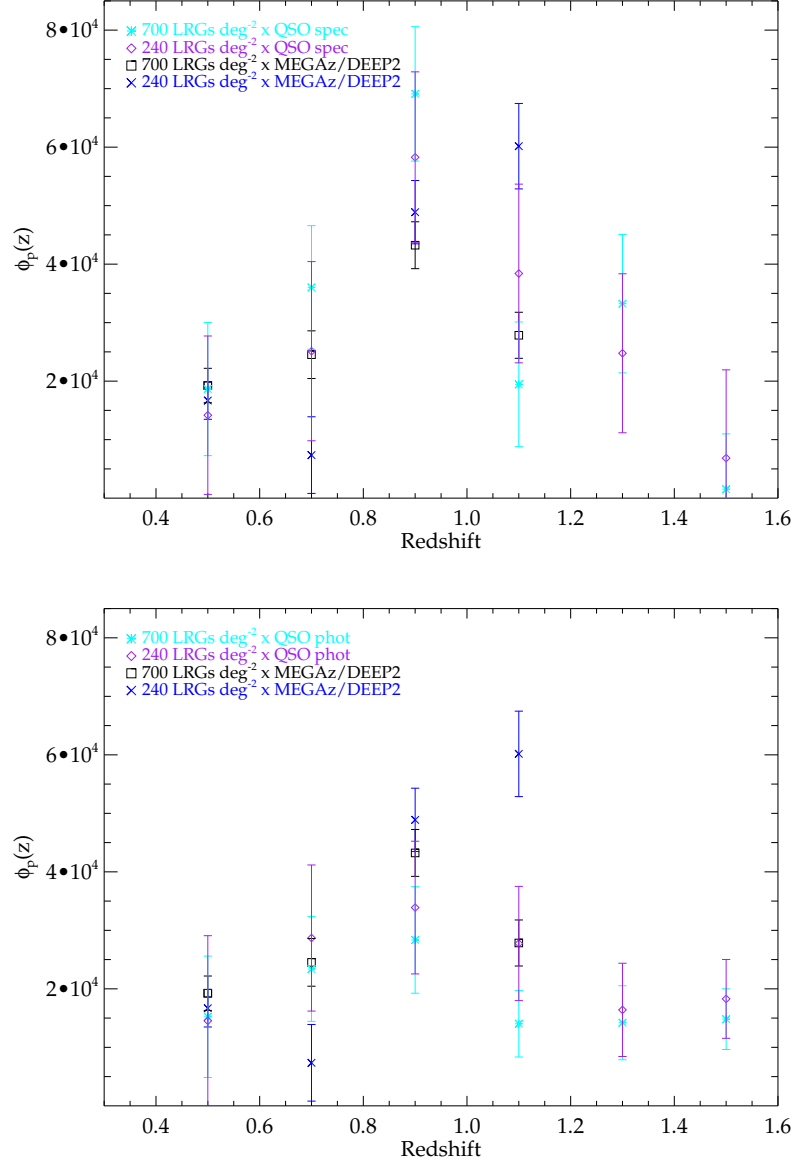 8•10⁴
6•10⁴
4•10⁴
2•10⁴
ϕₚ(z)
700 LRGs deg⁻² x QSO spec
240 LRGs deg⁻² x QSO spec
700 LRGs deg⁻² x MEGAz/DEEP2
240 LRGs deg⁻² x MEGAz/DEEP2
0.4 0.6 0.8 1.0 1.2 1.4 1.6
Redshift
8•10⁴
6•10⁴
4•10⁴
2•10⁴
ϕₚ(z)
700 LRGs deg⁻² x QSO phot
240 LRGs deg⁻² x QSO phot
700 LRGs deg⁻² x MEGAz/DEEP2
240 LRGs deg⁻² x MEGAz/DEEP2
0.4 0.6 0.8 1.0 1.2 1.4 1.6
Redshift